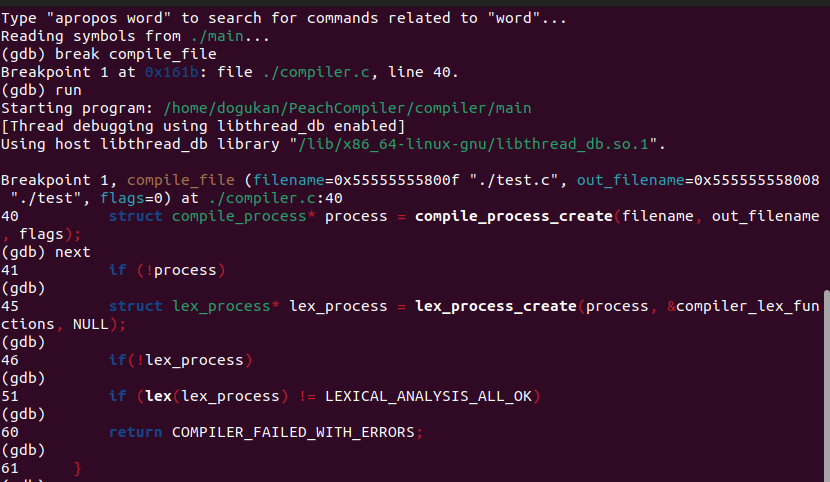 Type "apropos word" to search for commands related to "word"...
Reading symbols from ./main...
(gdb) break compile_file
Breakpoint 1 at 0x161b: file ./compiler.c, line 40.
(gdb) run
Starting program: /home/dogukan/PeachCompiler/compiler/main
[Thread debugging using libthread_db enabled]
Using host libthread_db library "/lib/x86_64-linux-gnu/libthread_db.so.1".

Breakpoint 1, compile_file (filename=0x55555555800f "./test.c", out_filename=0x555555558008
 "./test", flags=0) at ./compiler.c:40
40          struct compile_process* process = compile_process_create(filename, out_filename
, flags);
(gdb) next
41          if (!process)
(gdb)
45          struct lex_process* lex_process = lex_process_create(process, &compiler_lex_fun
ctions, NULL);
(gdb)
46          if(!lex_process)
(gdb)
51          if (lex(lex_process) != LEXICAL_ANALYSIS_ALL_OK)
(gdb)
60          return COMPILER_FAILED_WITH_ERRORS;
(gdb)
61      }
(gdb)